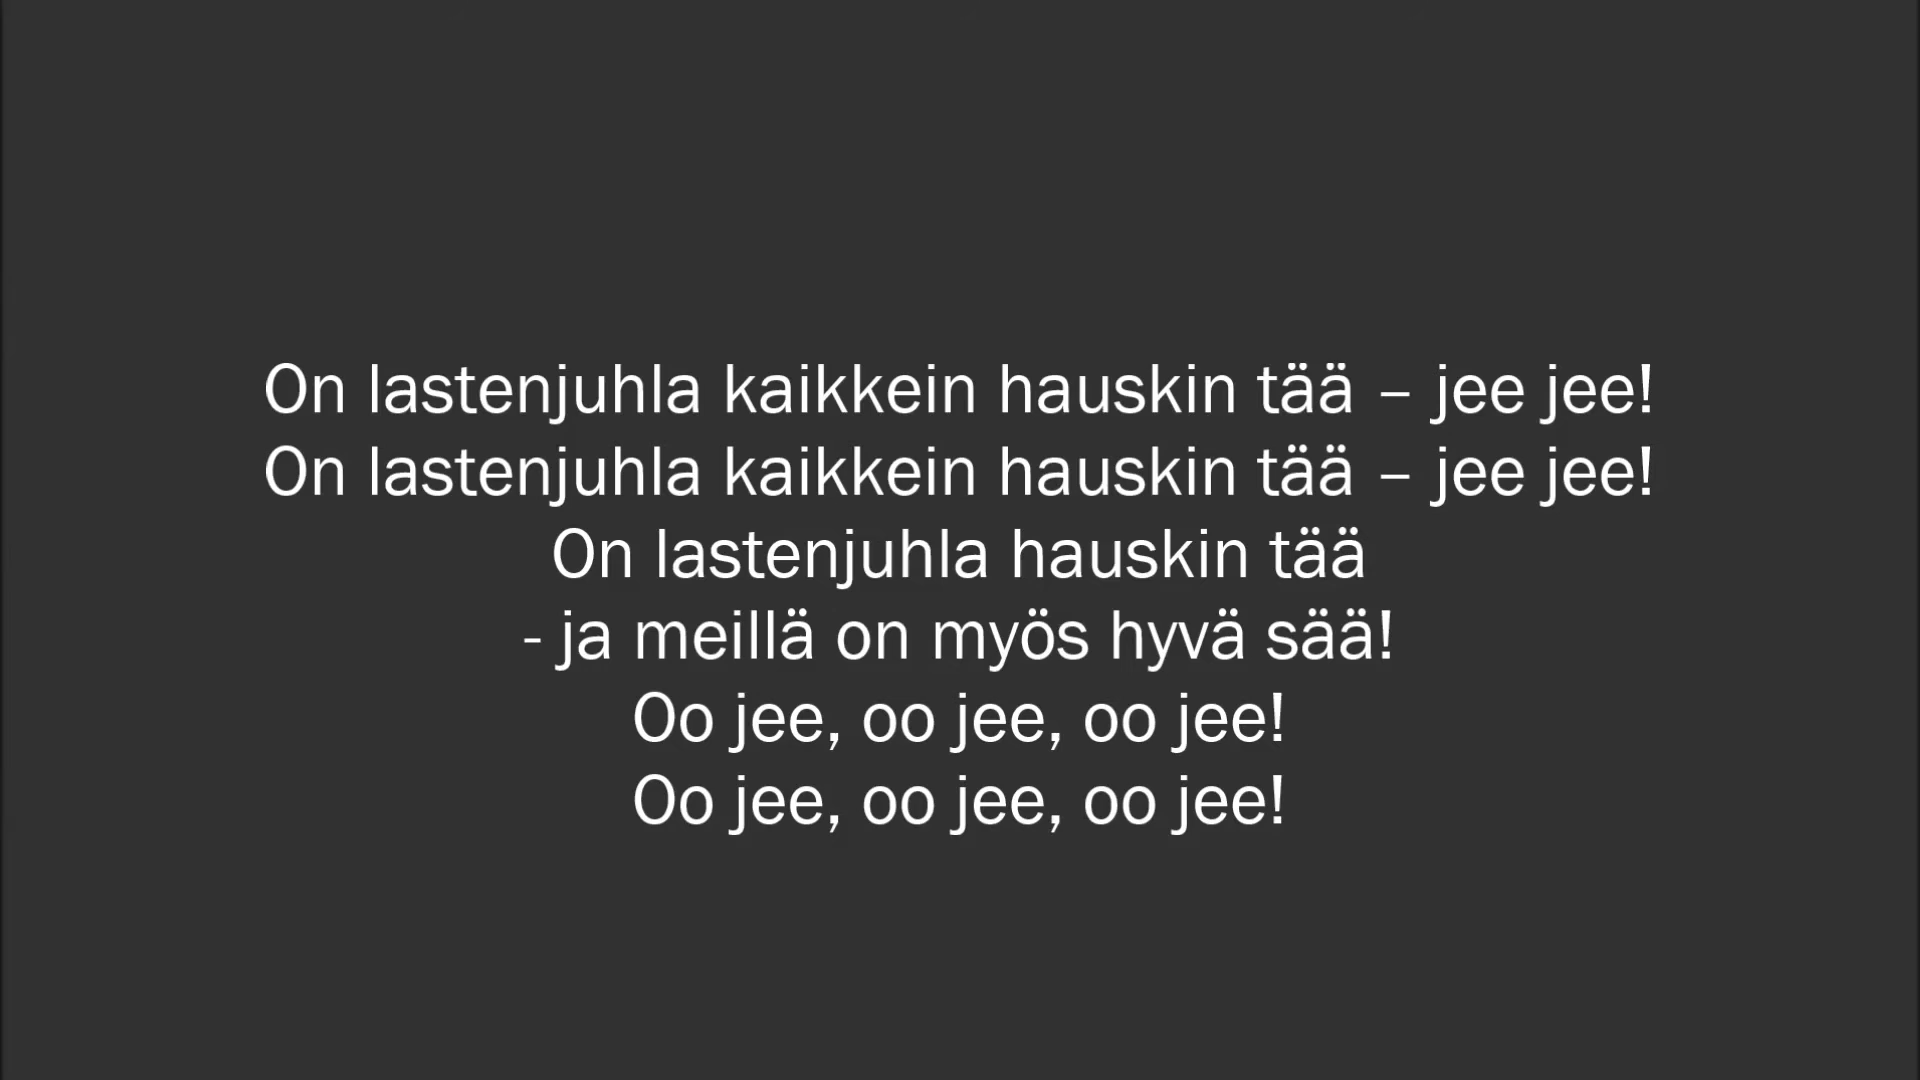 On lastenjuhla kaikkein hauskin tää – jee jee!
On lastenjuhla kaikkein hauskin tää – jee jee!
On lastenjuhla hauskin tää
- ja meillä on myös hyvä sää!
Oo jee, oo jee, oo jee!
Oo jee, oo jee, oo jee!